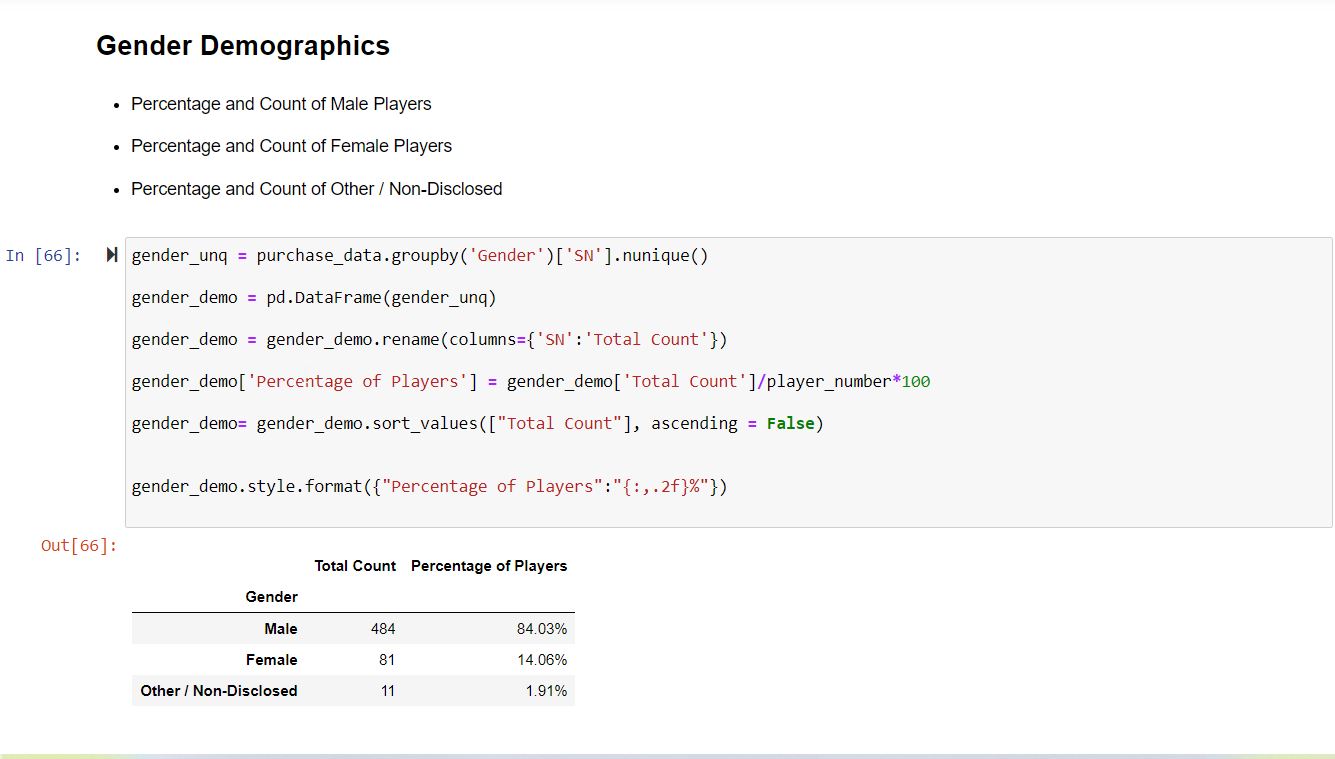 Gender Demographics
Percentage and Count of Male Players
Percentage and Count of Female Players
Percentage and Count of Other / Non-Disclosed
In [66]: gender_unq = purchase_data.groupby('Gender')['SN'].nunique()
gender_demo = pd.DataFrame(gender_unq)
gender_demo = gender_demo.rename(columns={'SN':'Total Count'})
gender_demo['Percentage of Players'] = gender_demo['Total Count']/player_number*100
gender_demo= gender_demo.sort_values(["Total Count"], ascending = False)
gender_demo.style.format({"Percentage of Players":"{:,.2f}%"})
Out[66]:
Total Count Percentage of Players
Gender
Male 484 84.03%
Female 81 14.06%
Other / Non-Disclosed 11 1.91%